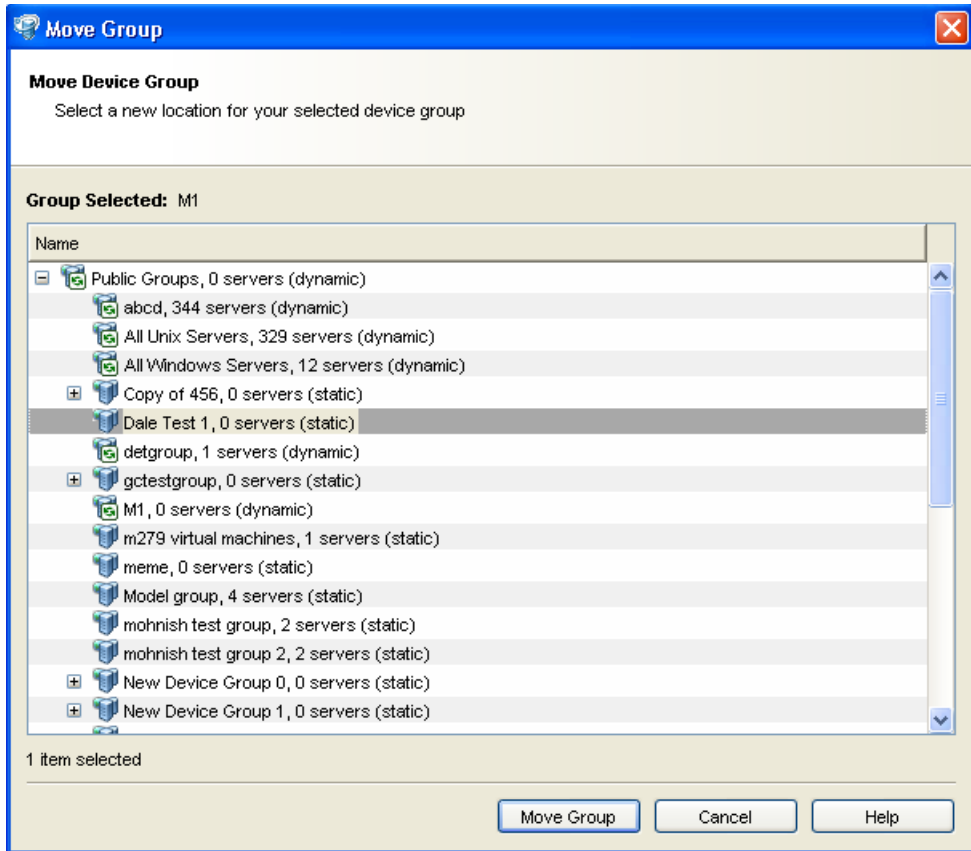 Move Group
Move Device Group
Select a new location for your selected device group
Group Selected: M1
Name
Public Groups, 0 servers (dynamic)
abcd, 344 servers (dynamic)
All Unix Servers, 329 servers (dynamic)
All Windows Servers, 12 servers (dynamic)
Copy of 456, 0 servers (static)
Dale Test 1, 0 servers (static)
detgroup, 1 servers (dynamic)
gctestgroup, 0 servers (static)
M1, 0 servers (dynamic)
m279 virtual machines, 1 servers (static)
meme, 0 servers (static)
Model group, 4 servers (static)
mohnish test group, 2 servers (static)
mohnish test group 2, 2 servers (static)
New Device Group 0, 0 servers (static)
New Device Group 1, 0 servers (static)
1 item selected
Move Group Cancel Help